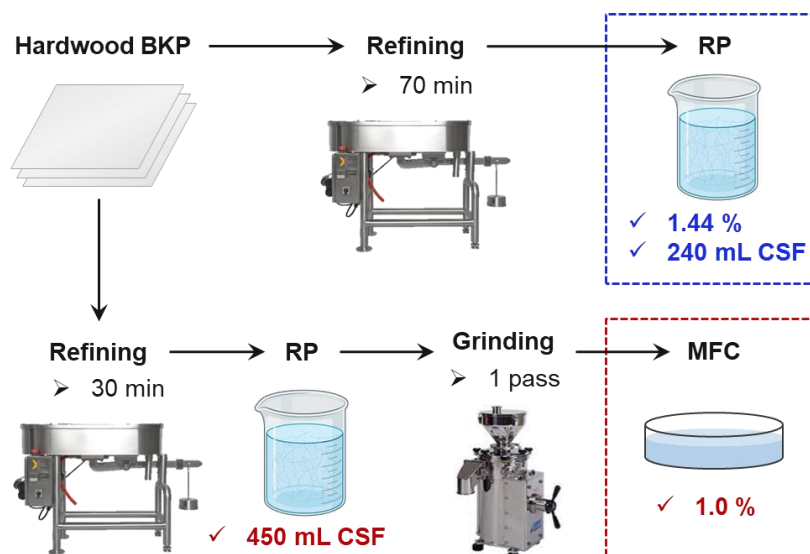 Hardwood BKP
Refining
RP
➢ 70 min
✓ 1.44 %
✓ 240 mL CSF
Refining
RP
Grinding
MFC
➢ 30 min
➢ 1 pass
✓ 450 mL CSF
✓ 1.0 %